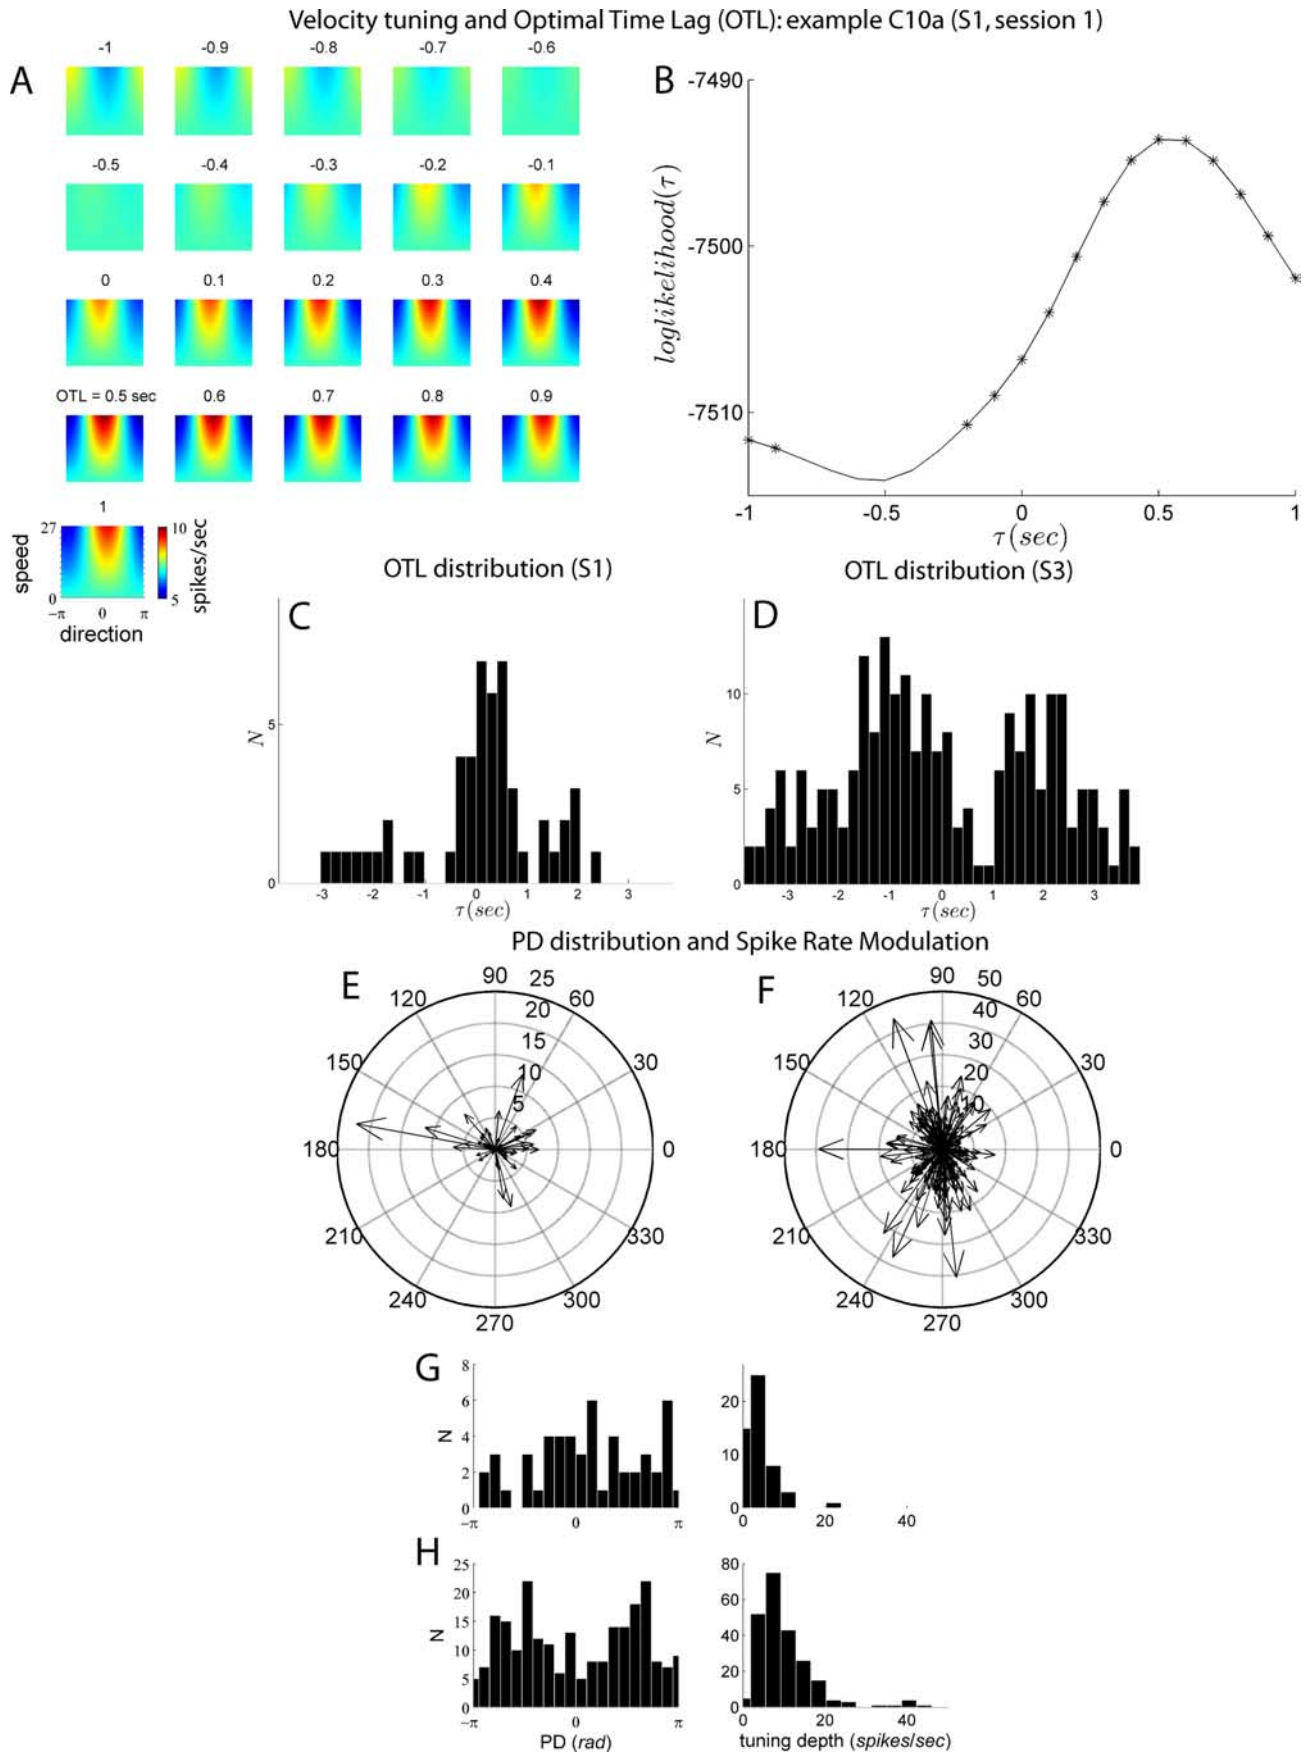 Velocity tuning and Optimal Time Lag (OTL): example C10a (S1, session 1)
A
-1 -0.9 -0.8 -0.7 -0.6
-0.5 -0.4 -0.3 -0.2 -0.1
0 0.1 0.2 0.3 0.4
OTL = 0.5 sec 0.6 0.7 0.8 0.9
1
speed
27
0
-π 0 π
direction
10
5
spikes/sec
B
loglikelihood(τ)
-7490
-7500
-7510
-1 -0.5 0 0.5 1
τ(sec)
OTL distribution (S1)
C
N
5
0
-3 -2 -1 0 1 2 3
τ(sec)
OTL distribution (S3)
D
N
10
5
0
-3 -2 -1 0 1 2 3
τ(sec)
PD distribution and Spike Rate Modulation
E
90 25
120 20 60
15
150 10 30
5
180 0
210 330
240 300
270
F
90 50
120 40 60
30
150 20 30
10
180 0
210 330
240 300
270
G
N
8
6
4
2
0
-π 0 π
20
10
0
0 20 40
H
N
25
20
15
10
5
0
-π 0 π
PD (rad)
80
60
40
20
0
0 20 40
tuning depth (spikes/sec)